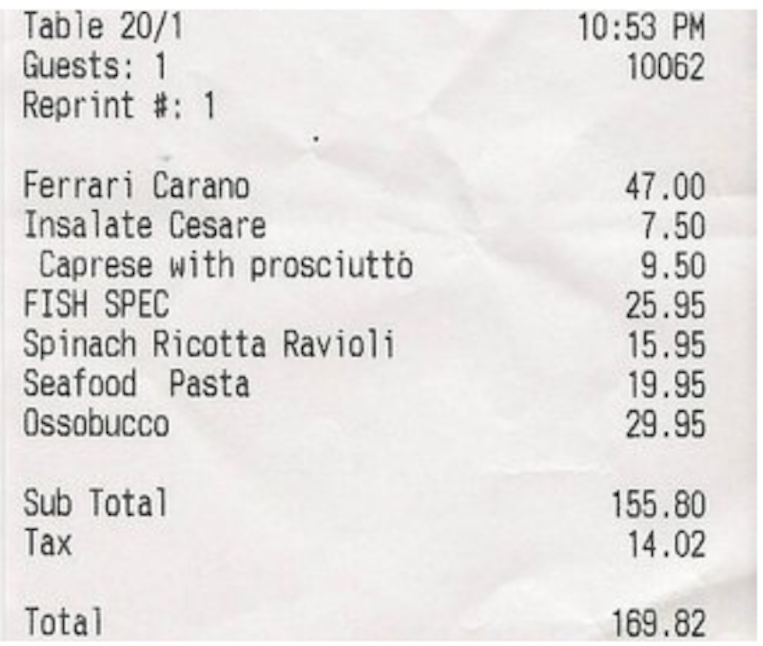 Table 20/1 10:53 PM
Guests: 1 10062
Reprint #: 1
Ferrari Carano 47.00
Insalate Cesare 7.50
Caprese with prosciutto 9.50
FISH SPEC 25.95
Spinach Ricotta Ravioli 15.95
Seafood Pasta 19.95
Ossobucco 29.95
Sub Total 155.80
Tax 14.02
Total 169.82